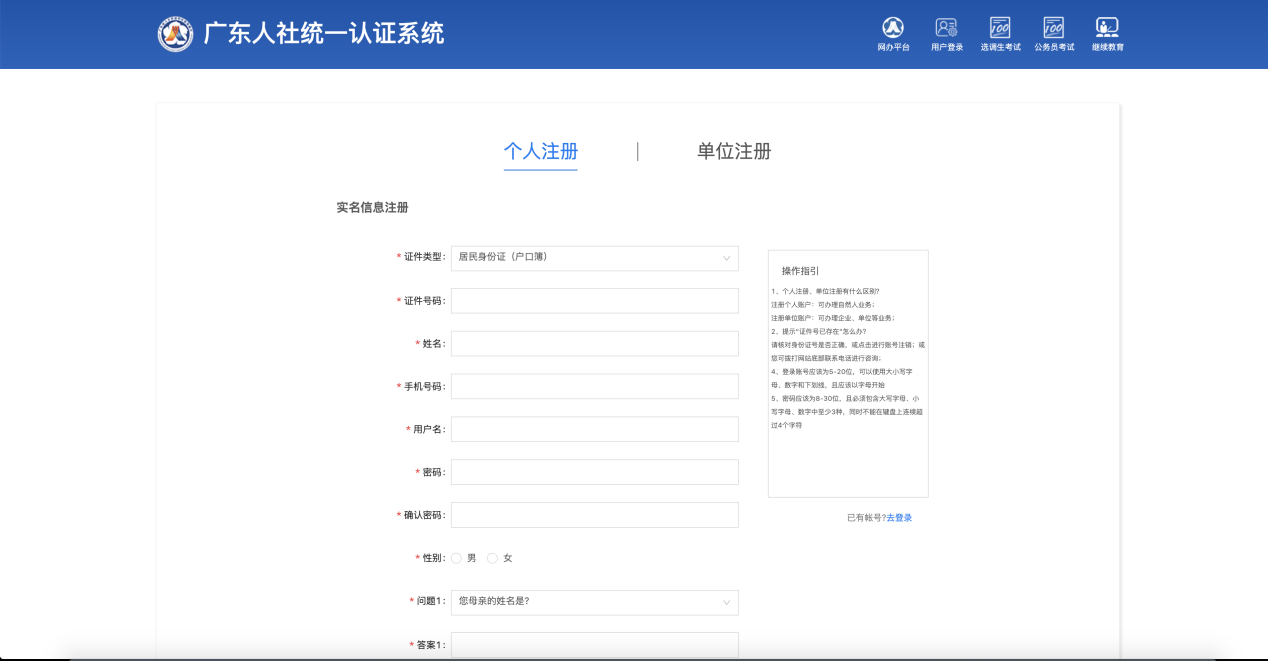 广东人社统一认证系统
网办平台
用户登录
选调生考试
公务员考试
继续教育
个人注册 | 单位注册
实名信息注册
* 证件类型: 居民身份证（户口簿）
* 证件号码:
* 姓名:
* 手机号码:
* 用户名:
* 密码:
* 确认密码:
* 性别: 男 女
* 问题1: 您母亲的姓名是?
* 答案1:
操作指引
1、个人注册、单位注册有什么区别?
注册个人账户：可办理自然人业务;
注册单位账户：可办理企业、单位等业务;
2、提示"证件号已存在"怎么办?
请核对身份证号是否正确，或点击进行账号注销；或
您可拨打网站底部联系电话进行咨询;
4、登录账号应该为5-20位，可以使用大小写字
母、数字和下划线，且应该以字母开始
5、密码应该为8-30位，且必须包含大写字母、小
写字母、数字中至少3种，同时不能在键盘上连续超
过4个字符
已有帐号?去登录